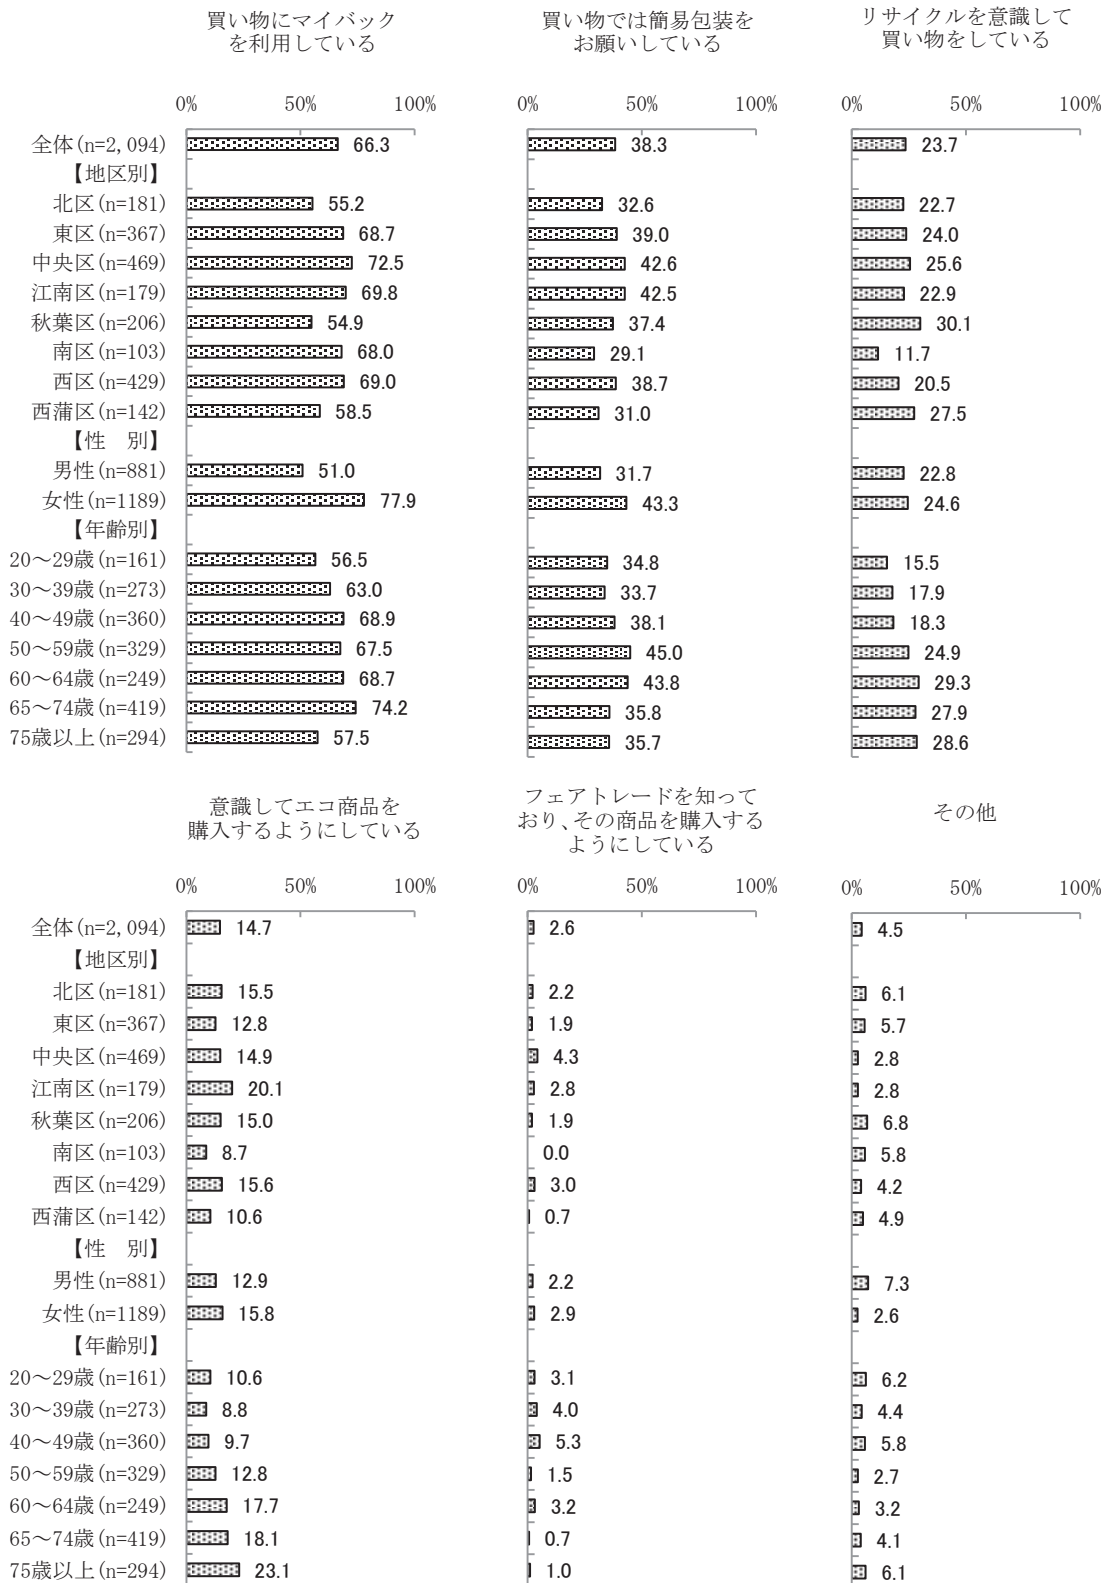 買い物にマイバック
を利用している
買い物では簡易包装を
お願いしている
リサイクルを意識して
買い物をしている
0% 50% 100% 0% 50% 100% 0% 50% 100%
全体(n=2,094) 66.3 38.3 23.7
【地区別】
北区(n=181) 55.2 32.6 22.7
東区(n=367) 68.7 39.0 24.0
中央区(n=469) 72.5 42.6 25.6
江南区(n=179) 69.8 42.5 22.9
秋葉区(n=206) 54.9 37.4 30.1
南区(n=103) 68.0 29.1 11.7
西区(n=429) 69.0 38.7 20.5
西蒲区(n=142) 58.5 31.0 27.5
【性　別】
男性(n=881) 51.0 31.7 22.8
女性(n=1189) 77.9 43.3 24.6
【年齢別】
20～29歳(n=161) 56.5 34.8 15.5
30～39歳(n=273) 63.0 33.7 17.9
40～49歳(n=360) 68.9 38.1 18.3
50～59歳(n=329) 67.5 45.0 24.9
60～64歳(n=249) 68.7 43.8 29.3
65～74歳(n=419) 74.2 35.8 27.9
75歳以上(n=294) 57.5 35.7 28.6
意識してエコ商品を
購入するようにしている
フェアトレードを知って
おり、その商品を購入する
ようにしている
その他
0% 50% 100% 0% 50% 100% 0% 50% 100%
全体(n=2,094) 14.7 2.6 4.5
【地区別】
北区(n=181) 15.5 2.2 6.1
東区(n=367) 12.8 1.9 5.7
中央区(n=469) 14.9 4.3 2.8
江南区(n=179) 20.1 2.8 2.8
秋葉区(n=206) 15.0 1.9 6.8
南区(n=103) 8.7 0.0 5.8
西区(n=429) 15.6 3.0 4.2
西蒲区(n=142) 10.6 0.7 4.9
【性　別】
男性(n=881) 12.9 2.2 7.3
女性(n=1189) 15.8 2.9 2.6
【年齢別】
20～29歳(n=161) 10.6 3.1 6.2
30～39歳(n=273) 8.8 4.0 4.4
40～49歳(n=360) 9.7 5.3 5.8
50～59歳(n=329) 12.8 1.5 2.7
60～64歳(n=249) 17.7 3.2 3.2
65～74歳(n=419) 18.1 0.7 4.1
75歳以上(n=294) 23.1 1.0 6.1